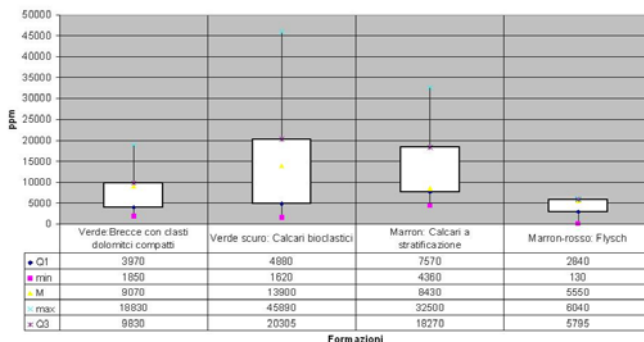 50000
45000
40000
35000
30000
25000
20000
15000
10000
5000
0
ppm
Verde Brecce con clasti dolomitci compatti
Verde scuro: Calcari bioclastici
Marron: Calcari a stratificazione
Marron-rosso: Flysch
Q1 3970 4880 7570 2840
min 1850 1620 4360 130
M 9070 13900 8430 5550
max 18830 45890 32500 6040
Q3 9830 20305 18270 5795
Formazioni